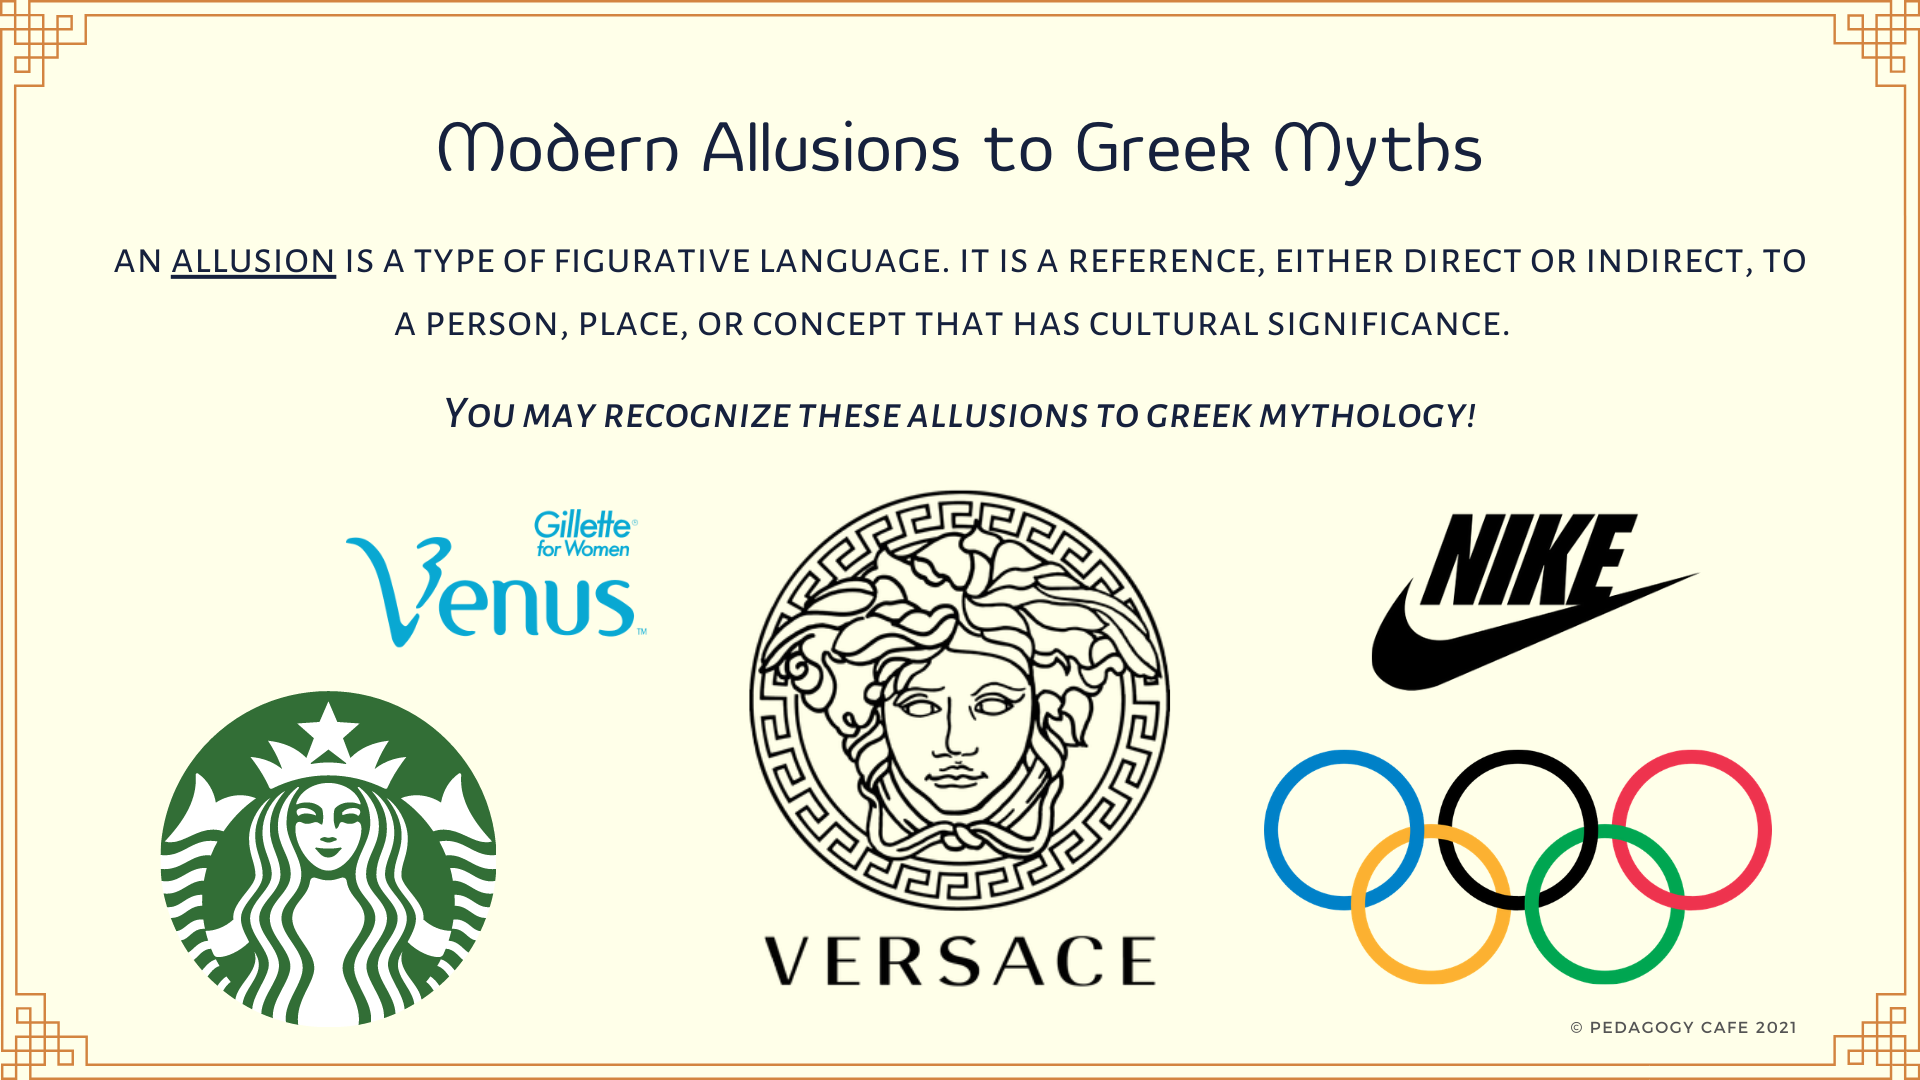 Modern Allusions to Greek Myths
AN ALLUSION IS A TYPE OF FIGURATIVE LANGUAGE. IT IS A REFERENCE, EITHER DIRECT OR INDIRECT, TO
A PERSON, PLACE, OR CONCEPT THAT HAS CULTURAL SIGNIFICANCE.
YOU MAY RECOGNIZE THESE ALLUSIONS TO GREEK MYTHOLOGY!
Gillette®
for Women
Venus™
NIKE
VERSACE
© PEDAGOGY CAFE 2021